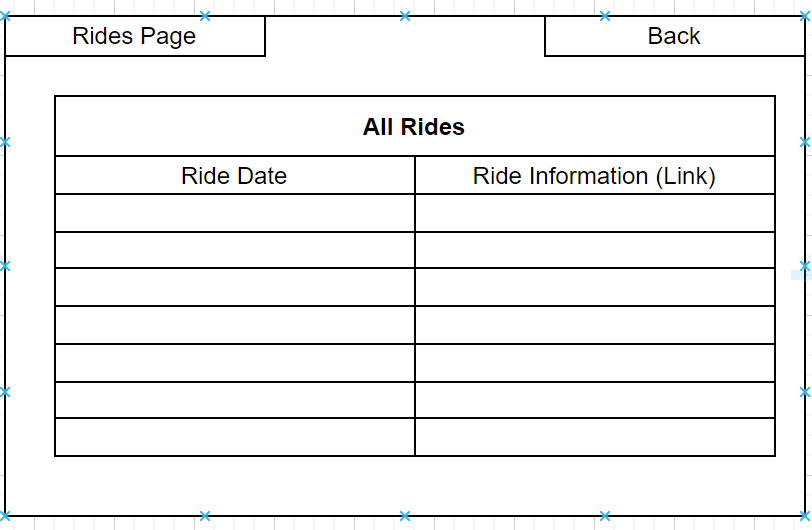 Rides Page
Back
All Rides
Ride Date
Ride Information (Link)